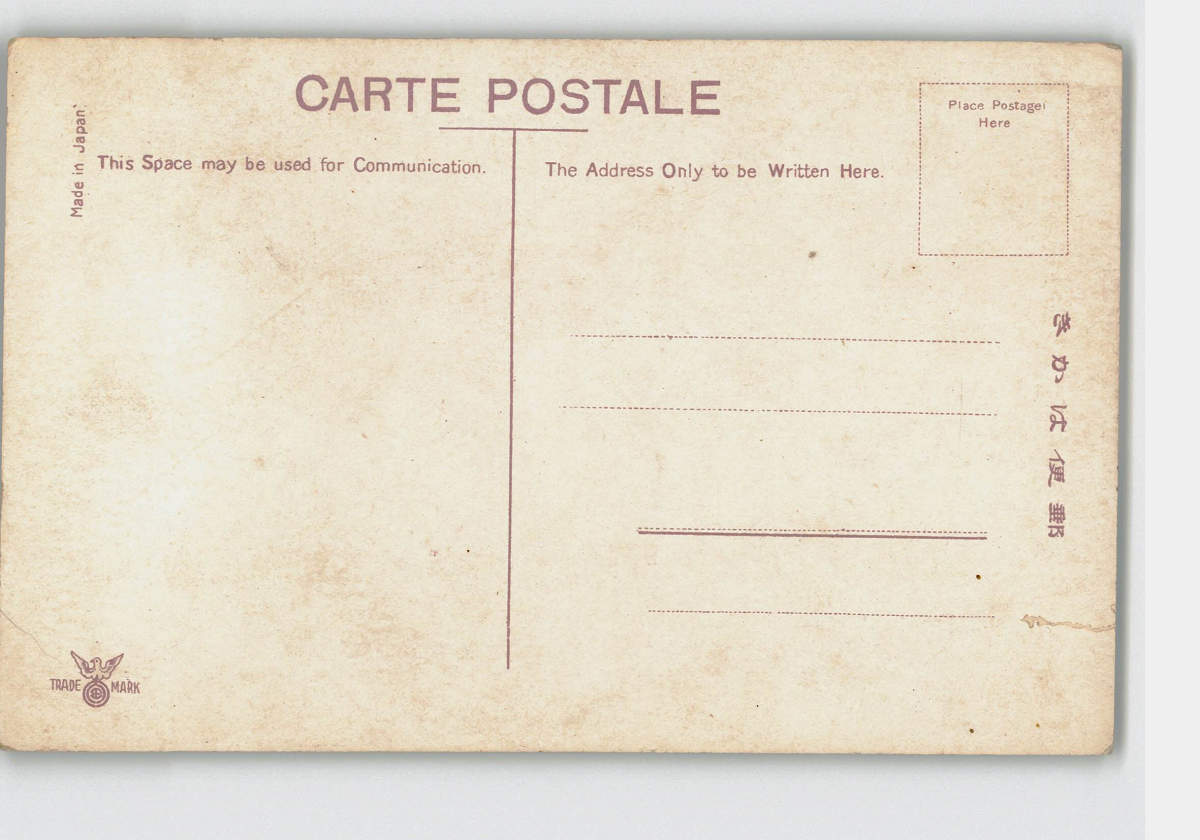 CARTE POSTALE
Made in Japan.
This Space may be used for Communication.
The Address Only to be Written Here.
Place Postage
Here
郵便はかき
TRADE MARK